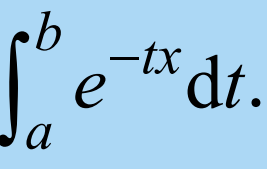 ∫_a^b e^{−tx} dt.